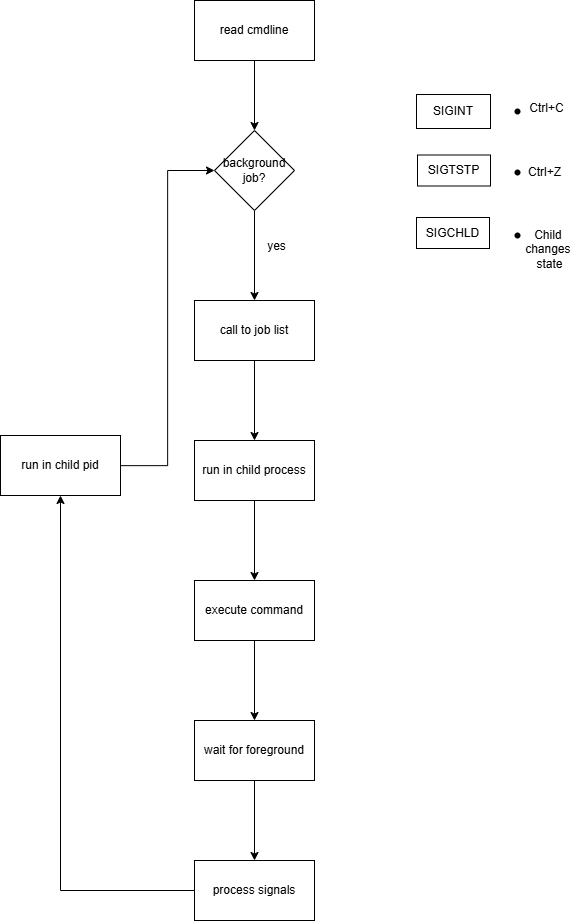 read cmdline
background
job?
yes
call to job list
run in child pid
run in child process
execute command
wait for foreground
process signals
SIGINT
Ctrl+C
SIGTSTP
Ctrl+Z
SIGCHLD
Child
changes
state